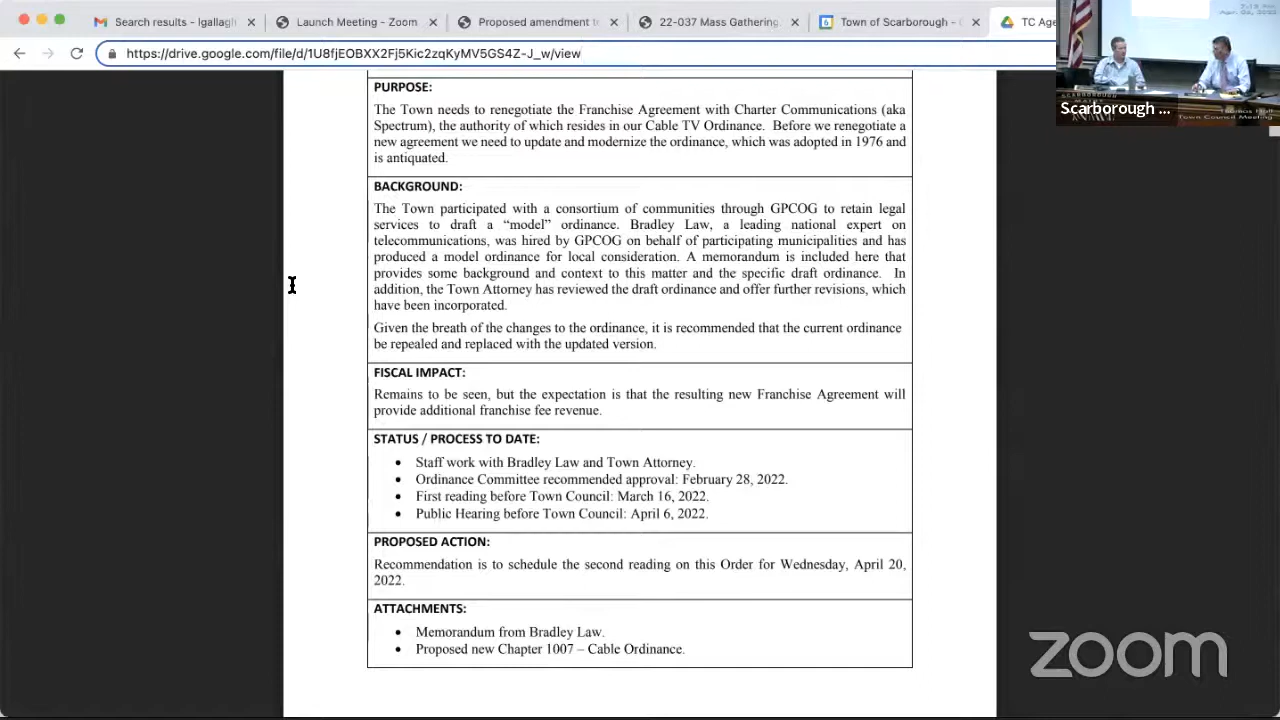 Search results - lgallagh
Launch Meeting - Zoom
Proposed amendment t
22-037 Mass Gathering
Town of Scarborough -
TC Age
https://drive.google.com/file/d/1U8fjEOBXX2Fj5Kic2zqKyMV5GS4Z-J_w/view
Scarborough ...
Town Council Meeting
PURPOSE:
The Town needs to renegotiate the Franchise Agreement with Charter Communications (aka
Spectrum), the authority of which resides in our Cable TV Ordinance. Before we renegotiate a
new agreement we need to update and modernize the ordinance, which was adopted in 1976 and
is antiquated.
BACKGROUND:
The Town participated with a consortium of communities through GPCOG to retain legal
services to draft a “model” ordinance. Bradley Law, a leading national expert on
telecommunications, was hired by GPCOG on behalf of participating municipalities and has
produced a model ordinance for local consideration. A memorandum is included here that
provides some background and context to this matter and the specific draft ordinance. In
addition, the Town Attorney has reviewed the draft ordinance and offer further revisions, which
have been incorporated.
Given the breath of the changes to the ordinance, it is recommended that the current ordinance
be repealed and replaced with the updated version.
FISCAL IMPACT:
Remains to be seen, but the expectation is that the resulting new Franchise Agreement will
provide additional franchise fee revenue.
STATUS / PROCESS TO DATE:
• Staff work with Bradley Law and Town Attorney.
• Ordinance Committee recommended approval: February 28, 2022.
• First reading before Town Council: March 16, 2022.
• Public Hearing before Town Council: April 6, 2022.
PROPOSED ACTION:
Recommendation is to schedule the second reading on this Order for Wednesday, April 20,
2022.
ATTACHMENTS:
• Memorandum from Bradley Law.
• Proposed new Chapter 1007 – Cable Ordinance.
zoom